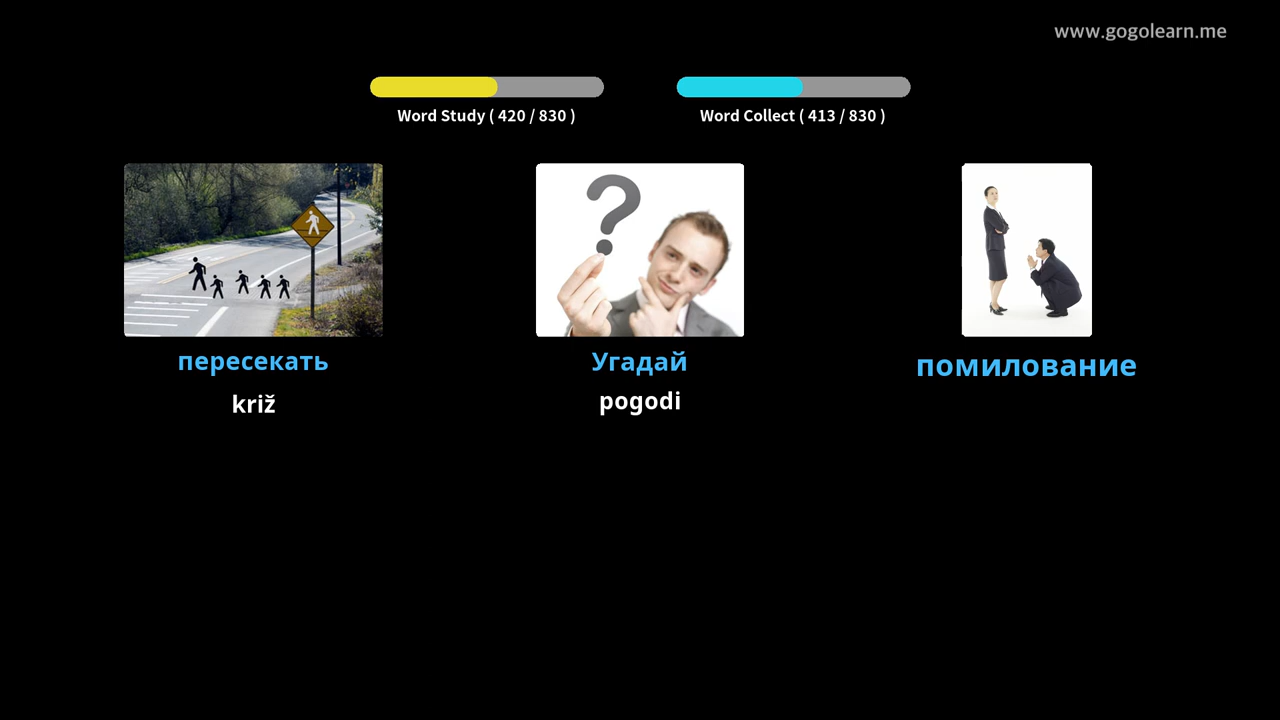 www.gogolearn.me
Word Study ( 420 / 830 )
Word Collect ( 413 / 830 )
пересекать
Угадай
помилование
križ
pogodi